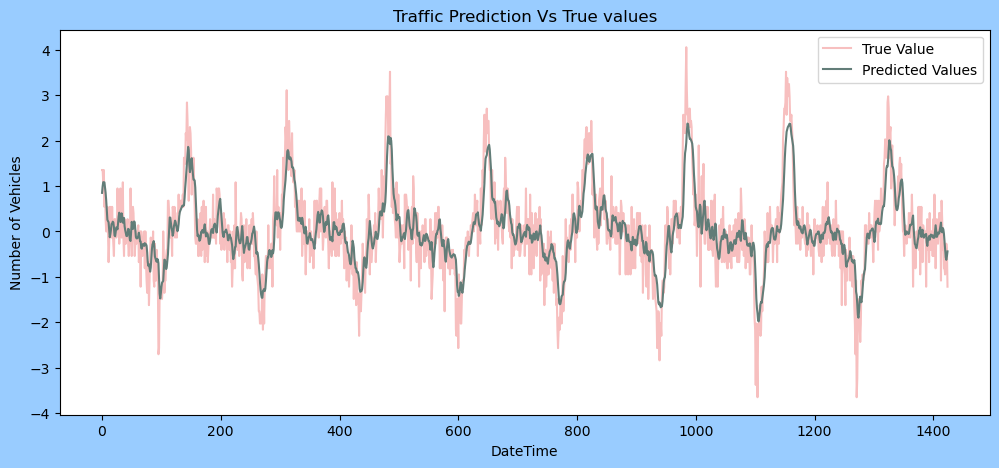 Traffic Prediction Vs True values
True Value
Predicted Values
Number of Vehicles
4
3
2
1
0
−1
−2
−3
−4
0 200 400 600 800 1000 1200 1400
DateTime